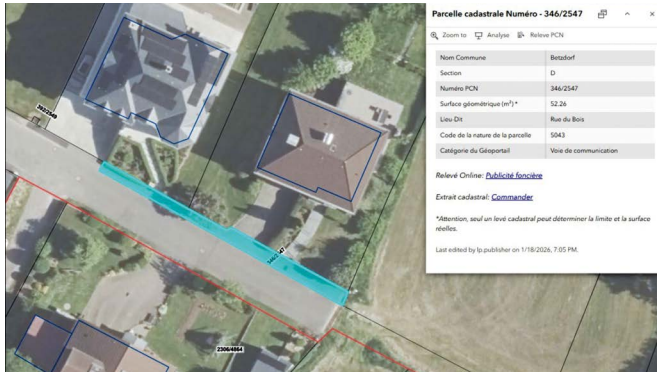 Parcelle cadastrale Numéro - 346/2547
Zoom to Analyse Releve PCN
Nom Commune Betzdorf
Section D
Numéro PCN 346/2547
Surface géométrique (m²) * 52.26
Lieu-Dit Rue du Bois
Code de la nature de la parcelle 5043
Catégorie du Géoportail Voie de communication
Relevé Online: Publicité foncière
Extrait cadastral: Commander
*Attention, seul un levé cadastral peut déterminer la limite et la surface
réelles.
Last edited by lp.publisher on 1/18/2026, 7:05 PM.
346/2547
2306/4864